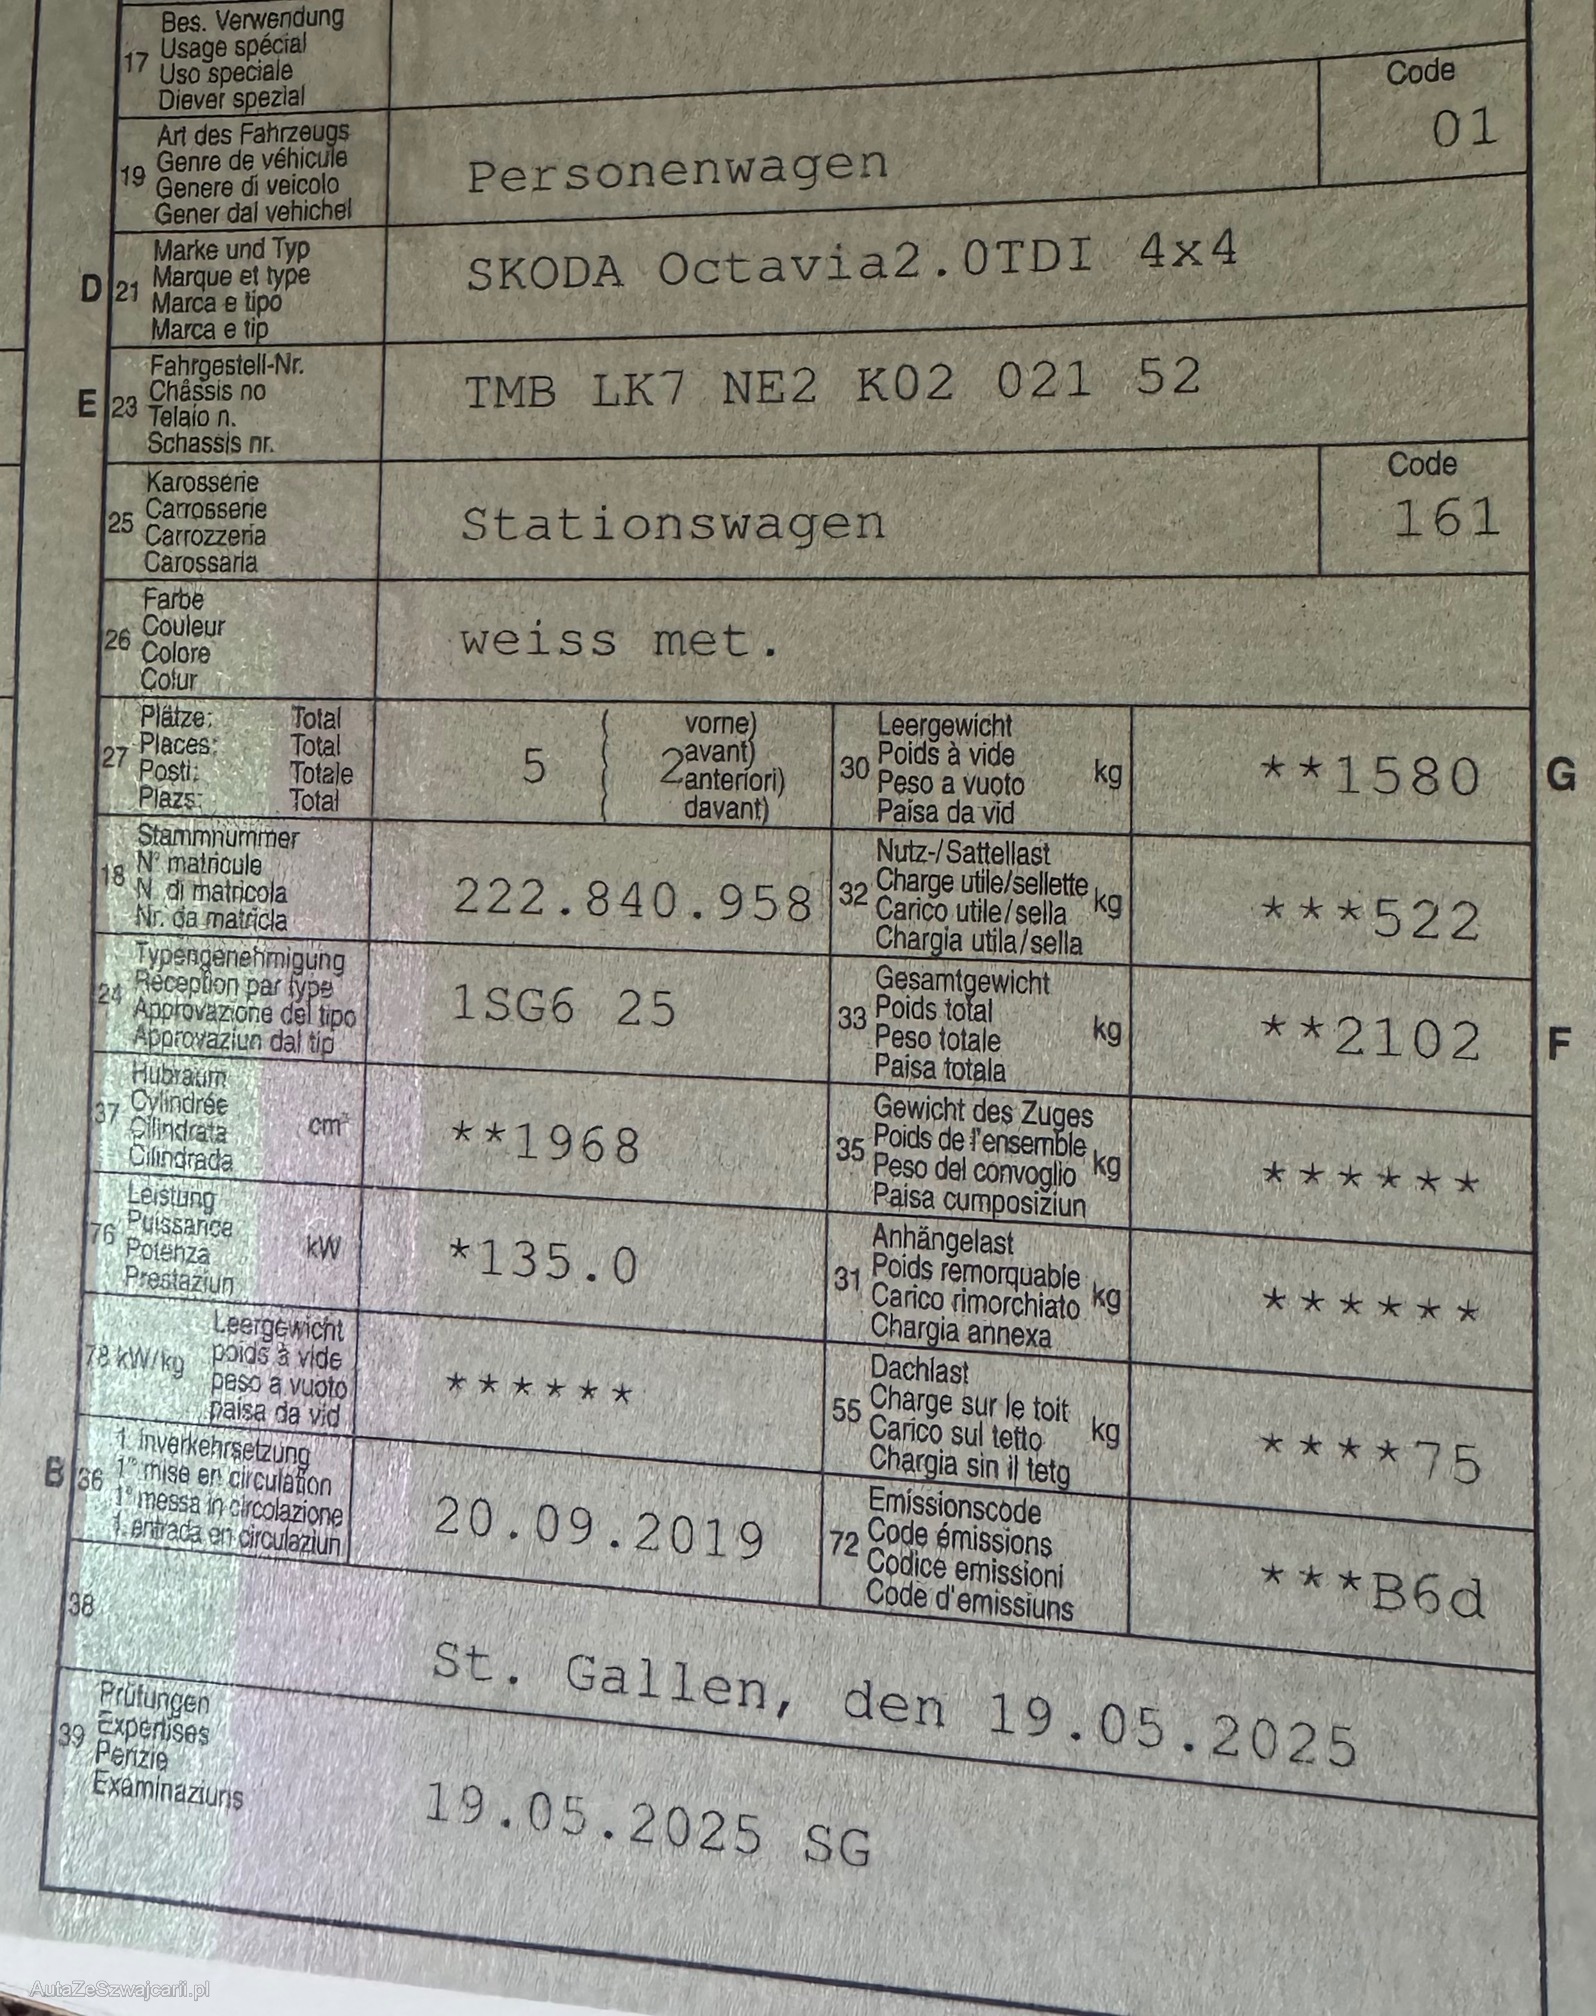 17 Bes. Verwendung
Usage spécial
Uso speciale
Diever spezial
Code
01
19 Art des Fahrzeugs
Genre de véhicule
Genere di veicolo
Gener dal vehichel
Personenwagen
D 21 Marke und Typ
Marque et type
Marca e tipo
Marca e tip
SKODA Octavia2.0TDI 4x4
E 23 Fahrgestell-Nr.
Châssis no
Telaio n.
Schassis nr.
TMB LK7 NE2 K02 021 52
25 Karosserie
Carrosserie
Carrozzeria
Carossaria
Stationswagen
Code
161
26 Farbe
Couleur
Colore
Colur
weiss met.
27 Plätze: Total
Places: Total
Posti: Totale
Plazs: Total
5 ( 2 vorne)
( avant)
( anteriori)
( davant)
30 Leergewicht
Poids à vide
Peso a vuoto
Paisa da vid
kg
**1580 G
18 Stammnummer
N° matricule
N. di matricola
Nr. da matricla
222.840.958
32 Nutz-/Sattellast
Charge utile/sellette
Carico utile/sella
Chargia utila/sella
kg
***522
24 Typengenehmigung
Réception par type
Approvazione del tipo
Approvaziun dal tip
1SG6 25
33 Gesamtgewicht
Poids total
Peso totale
Paisa totala
kg
**2102 F
37 Hubraum
Cylindrée
Cilindrata
Cilindrada
cm³
**1968
35 Gewicht des Zuges
Poids de l'ensemble
Peso del convoglio
Paisa cumposiziun
kg
******
76 Leistung
Puissance
Potenza
Prestaziun
kW
*135.0
31 Anhängelast
Poids remorquable
Carico rimorchiato
Chargia annexa
kg
******
78 kW/kg Leergewicht
poids à vide
peso a vuoto
paisa da vid
******
55 Dachlast
Charge sur le toit
Carico sul tetto
Chargia sin il tetg
kg
****75
B 36 1. Inverkehrsetzung
1re mise en circulation
1a messa in circolazione
1. entrada en circulaziun
20.09.2019
72 Emissionscode
Code émissions
Codice emissioni
Code d'emissiuns
***B6d
38
St. Gallen, den 19.05.2025
39 Prüfungen
Expertises
Perizie
Examinaziuns
19.05.2025 SG
AutaZeSzwajcarii.pl